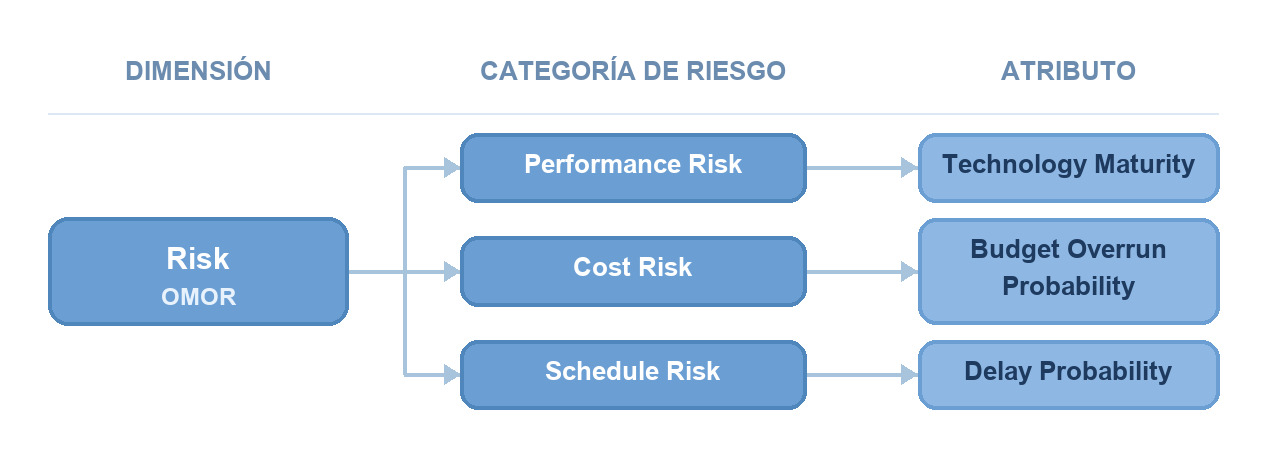 DIMENSIÓN
CATEGORÍA DE RIESGO
ATRIBUTO
Risk
OMOR
Performance Risk
Technology Maturity
Cost Risk
Budget Overrun
Probability
Schedule Risk
Delay Probability